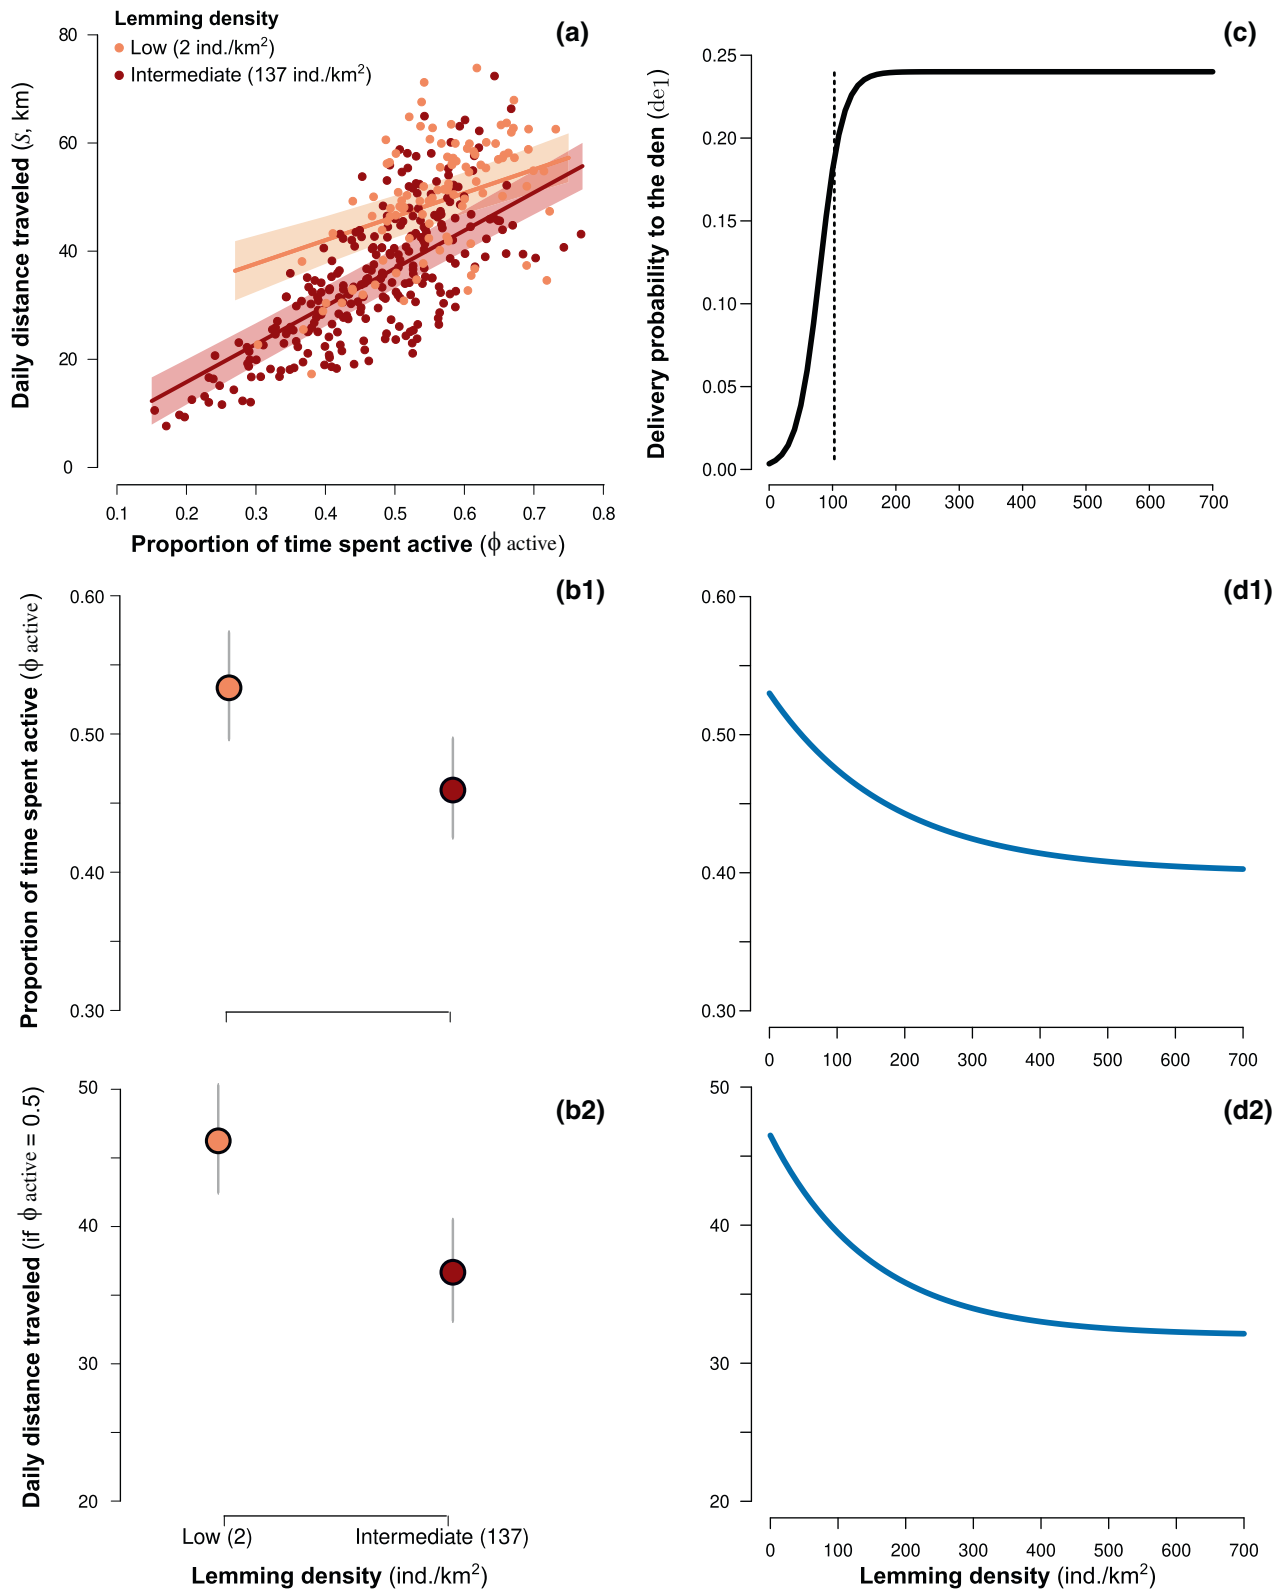 Lemming density
Low (2 ind./km²)
Intermediate (137 ind./km²)
(a)
Daily distance traveled (S, km)
80
60
40
20
0
0.1 0.2 0.3 0.4 0.5 0.6 0.7 0.8
Proportion of time spent active (ϕ active)
(c)
Delivery probability to the den (de1)
0.25
0.20
0.15
0.10
0.05
0.00
0 100 200 300 400 500 600 700
(b1)
Proportion of time spent active (ϕ active)
0.60
0.50
0.40
0.30
(d1)
0.60
0.50
0.40
0.30
0 100 200 300 400 500 600 700
(b2)
Daily distance traveled (if ϕ active = 0.5)
50
40
30
20
Low (2) Intermediate (137)
Lemming density (ind./km²)
(d2)
50
40
30
20
0 100 200 300 400 500 600 700
Lemming density (ind./km²)